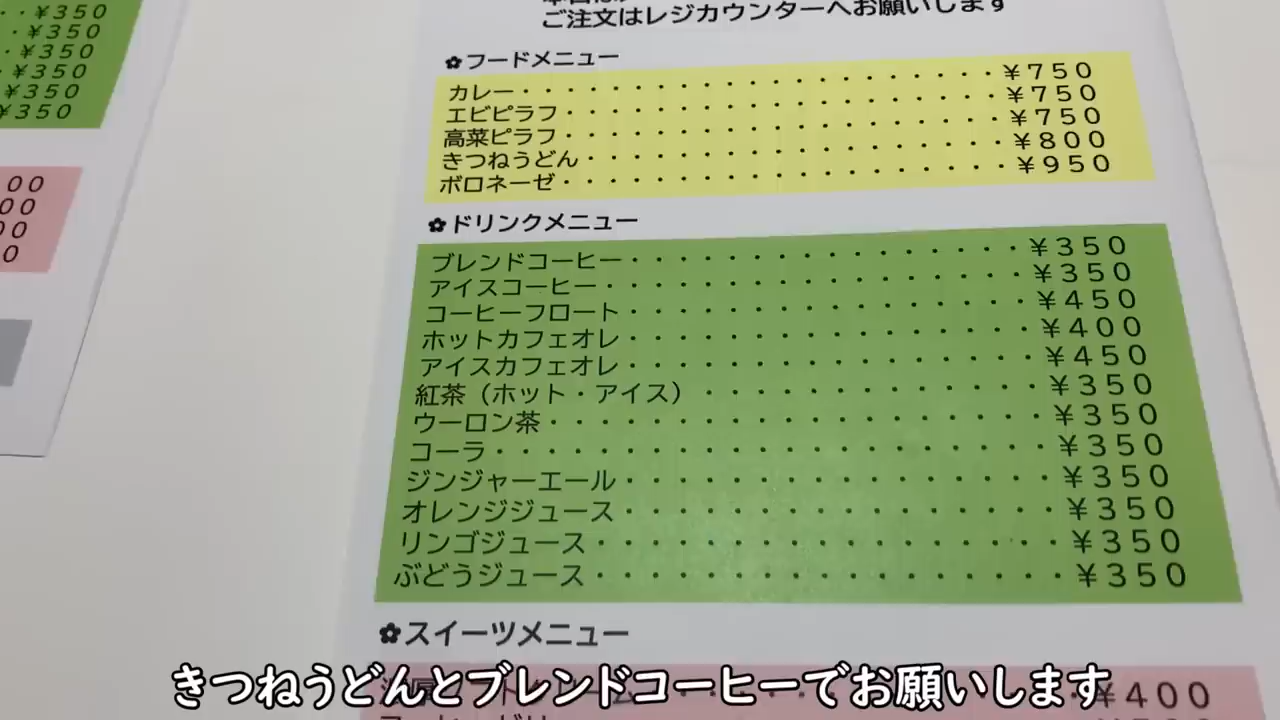 ・・¥350
・・¥350
・¥350
・¥350
¥350
¥350
00
00
00
0
ご注文はレジカウンターへお願いします
✿フードメニュー
カレー・・・・・・・・・・・・・・・・・・・・¥750
エビピラフ・・・・・・・・・・・・・・・・・・¥750
高菜ピラフ・・・・・・・・・・・・・・・・・・¥750
きつねうどん・・・・・・・・・・・・・・・・・¥800
ボロネーゼ・・・・・・・・・・・・・・・・・・¥950
✿ドリンクメニュー
ブレンドコーヒー・・・・・・・・・・・・・¥350
アイスコーヒー・・・・・・・・・・・・・・¥350
コーヒーフロート・・・・・・・・・・・・・¥450
ホットカフェオレ・・・・・・・・・・・・・¥400
アイスカフェオレ・・・・・・・・・・・・・¥450
紅茶（ホット・アイス）・・・・・・・・・・・¥350
ウーロン茶・・・・・・・・・・・・・・・・¥350
コーラ・・・・・・・・・・・・・・・・・・¥350
ジンジャーエール・・・・・・・・・・・・・・¥350
オレンジジュース・・・・・・・・・・・・・・¥350
リンゴジュース・・・・・・・・・・・・・・・¥350
ぶどうジュース・・・・・・・・・・・・・・・¥350
✿スイーツメニュー
¥400
きつねうどんとブレンドコーヒーでお願いします